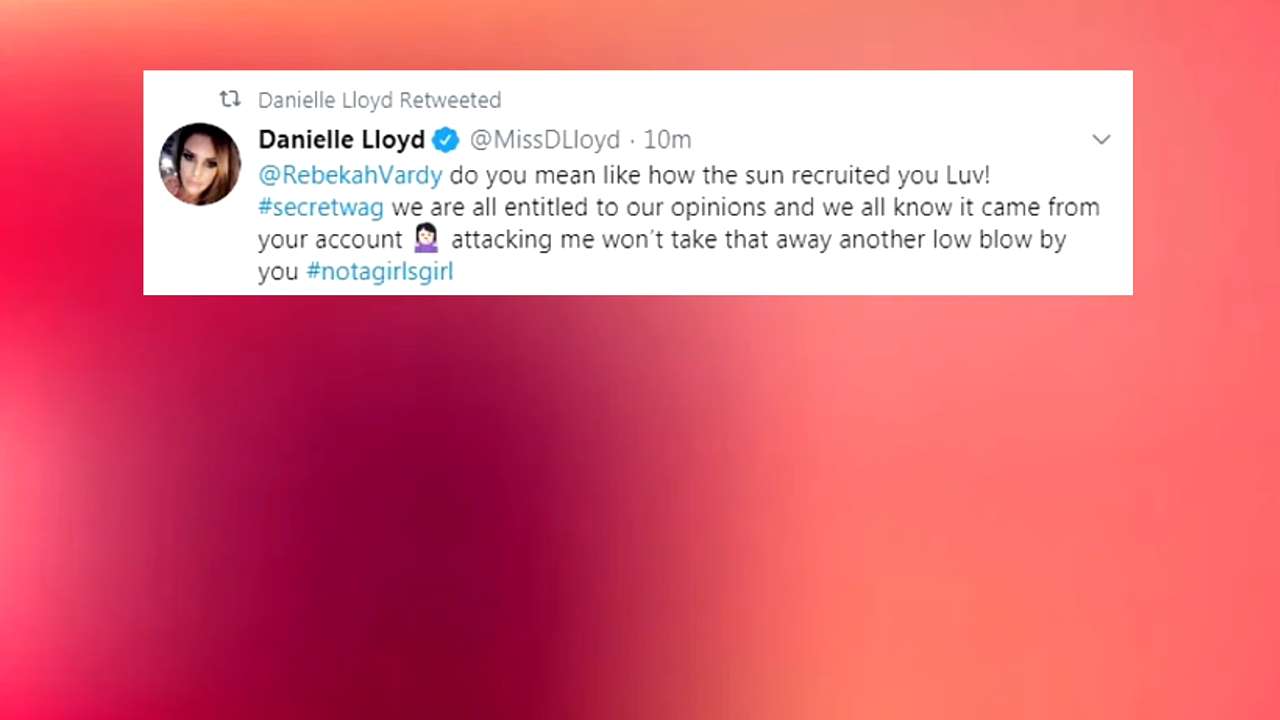 Danielle Lloyd Retweeted
Danielle Lloyd @MissDLloyd · 10m
@RebekahVardy do you mean like how the sun recruited you Luv!
#secretwag we are all entitled to our opinions and we all know it came from
your account 🤷🏻‍♀️ attacking me won't take that away another low blow by
you #notagirlsgirl